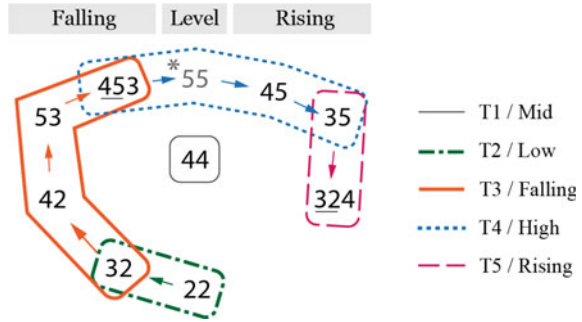 Falling Level Rising
453 *55 45 35
53
44
42 324
32 22
T1 / Mid
T2 / Low
T3 / Falling
T4 / High
T5 / Rising